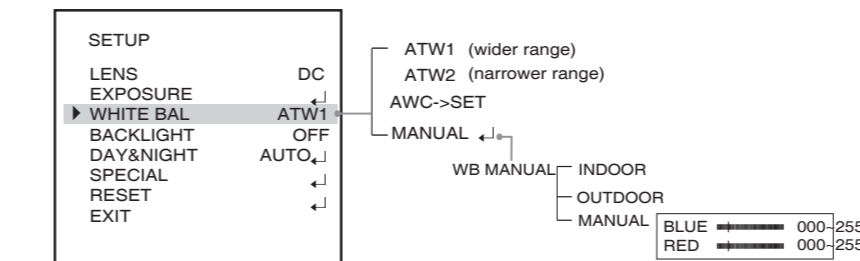 SETUP
LENS DC
EXPOSURE ↵
WHITE BAL ATW1
BACKLIGHT OFF
DAY&NIGHT AUTO↵
SPECIAL ↵
RESET ↵
EXIT
ATW1 (wider range)
ATW2 (narrower range)
AWC->SET
MANUAL ↵
WB MANUAL
INDOOR
OUTDOOR
MANUAL
BLUE 000~255
RED 000~255